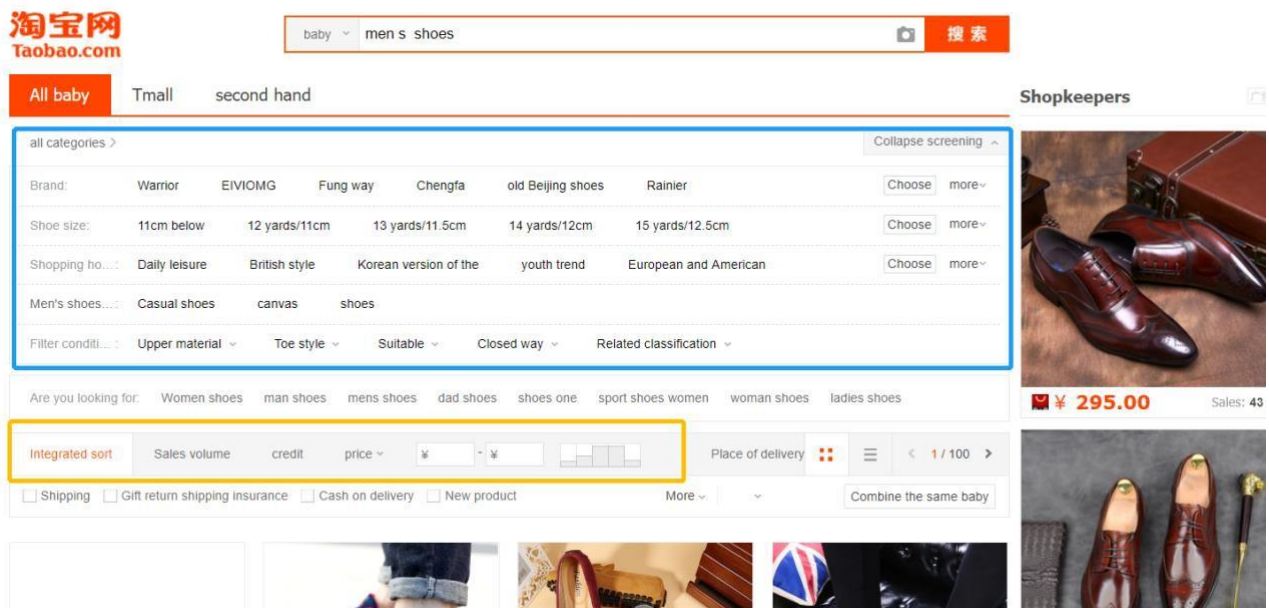 淘宝网
Taobao.com
baby men s shoes 搜 索
All baby Tmall second hand
Shopkeepers
all categories > Collapse screening
Brand: Warrior EIVIOMG Fung way Chengfa old Beijing shoes Rainier Choose more
Shoe size: 11cm below 12 yards/11cm 13 yards/11.5cm 14 yards/12cm 15 yards/12.5cm Choose more
Shopping ho...: Daily leisure British style Korean version of the youth trend European and American Choose more
Men's shoes...: Casual shoes canvas shoes
Filter conditi... : Upper material Toe style Suitable Closed way Related classification
Are you looking for: Women shoes man shoes mens shoes dad shoes shoes one sport shoes women woman shoes ladies shoes
¥ 295.00 Sales: 43
Integrated sort Sales volume credit price ¥ - ¥ Place of delivery < 1 / 100 >
Shipping Gift return shipping insurance Cash on delivery New product More Combine the same baby